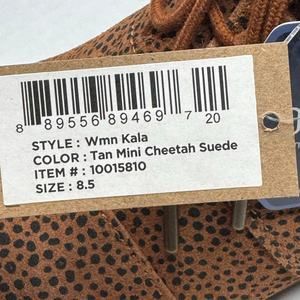 8 89556 89469 7 20
STYLE : Wmn Kala
COLOR : Tan Mini Cheetah Suede
ITEM # : 10015810
SIZE : 8.5